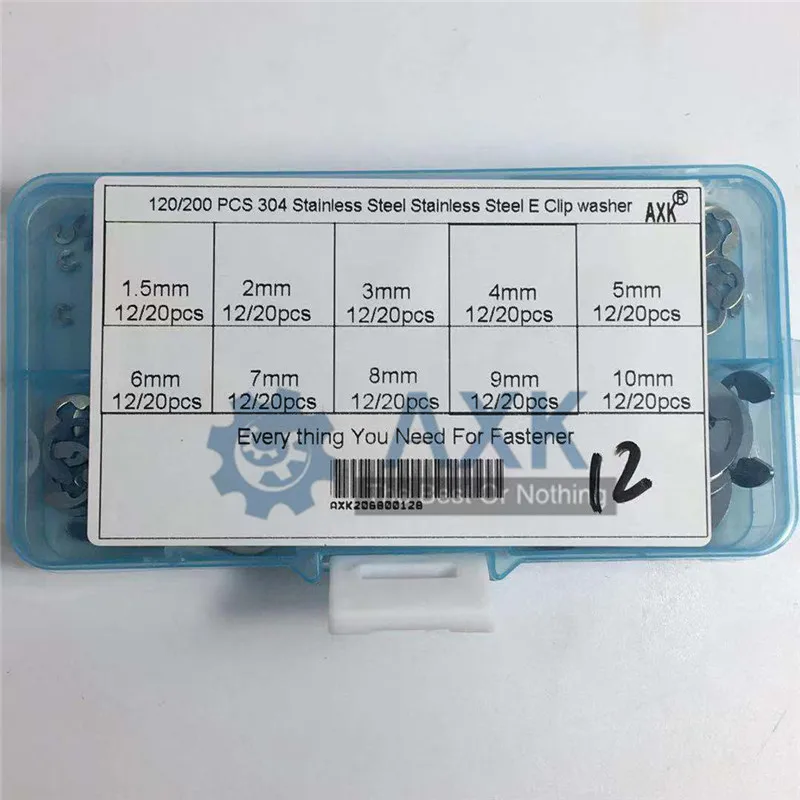 120/200 PCS 304 Stainless Steel Stainless Steel E Clip washer AXK®
1.5mm 2mm 3mm 4mm 5mm
12/20pcs 12/20pcs 12/20pcs 12/20pcs 12/20pcs
6mm 7mm 8mm 9mm 10mm
12/20pcs 12/20pcs 12/20pcs 12/20pcs 12/20pcs
AXK
Every thing You Need For Fastener
The Best Or Nothing
AXK206800128
12